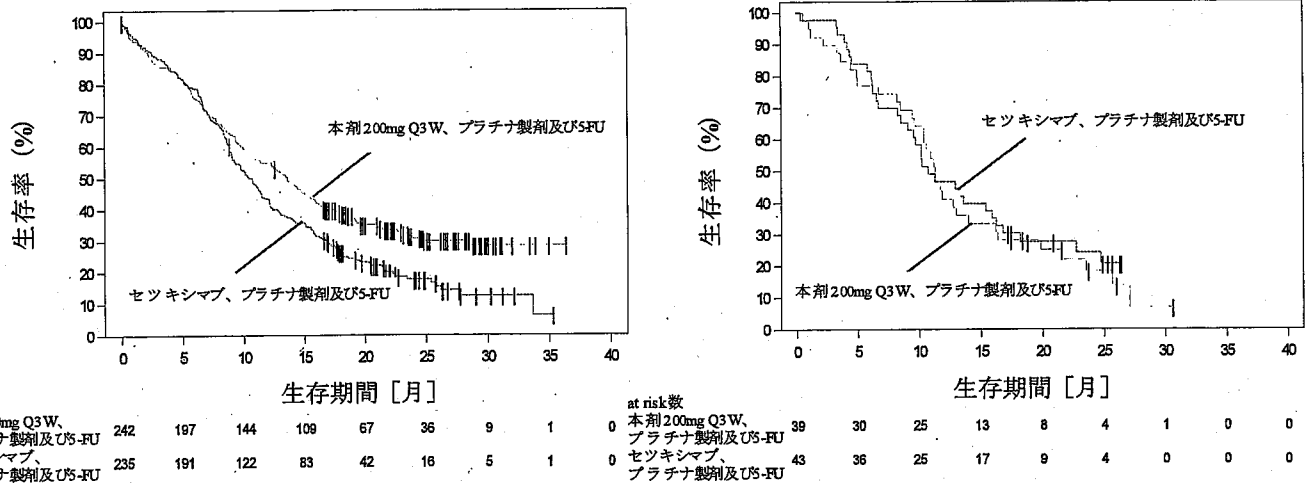 100
90
80
70
60
50
40
30
20
10
0
生存率 (%)
本剤200mg Q3W、プラチナ製剤及び5-FU
セツキシマブ、プラチナ製剤及び5-FU
0 5 10 15 20 25 30 35 40
生存期間 [月]
mg Q3W、
ナ製剤及び5-FU 242 197 144 109 67 36 9 1 0
マブ、
ナ製剤及び5-FU 235 191 122 83 42 16 5 1 0
100
90
80
70
60
50
40
30
20
10
0
生存率 (%)
セツキシマブ、プラチナ製剤及び5-FU
本剤200mg Q3W、プラチナ製剤及び5-FU
0 5 10 15 20 25 30 35 40
生存期間 [月]
at risk数
本剤200mg Q3W、
プラチナ製剤及び5-FU 39 30 25 13 8 4 1 0 0
セツキシマブ、
プラチナ製剤及び5-FU 43 36 25 17 9 4 0 0 0